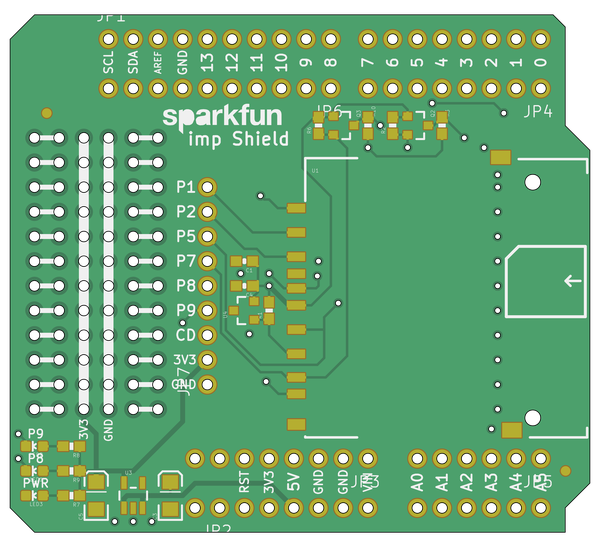 JP1
SCL SDA AREF GND 13 12 11 10 9 8 7 6 5 4 3 2 1 0
sparkfun JP6 JP4
imp Shield
U1
P1
P2
P5
P7
P8
P9
CD
3V3
GND
JP7
3V3 GND
P9
P8
PWR
LED3
RST 3V3 5V GND GND VIN JP3 A0 A1 A2 A3 A4 A5
JP2